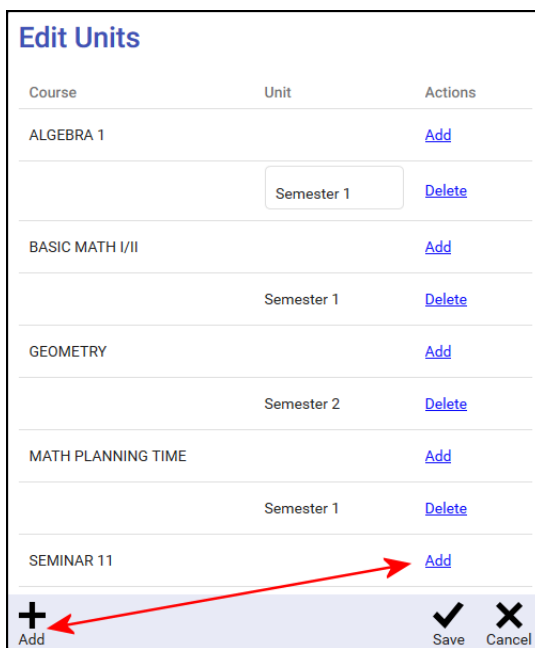 Edit Units
Course Unit Actions
ALGEBRA 1 Add
Semester 1 Delete
BASIC MATH I/II Add
Semester 1 Delete
GEOMETRY Add
Semester 2 Delete
MATH PLANNING TIME Add
Semester 1 Delete
SEMINAR 11 Add
Add Save Cancel